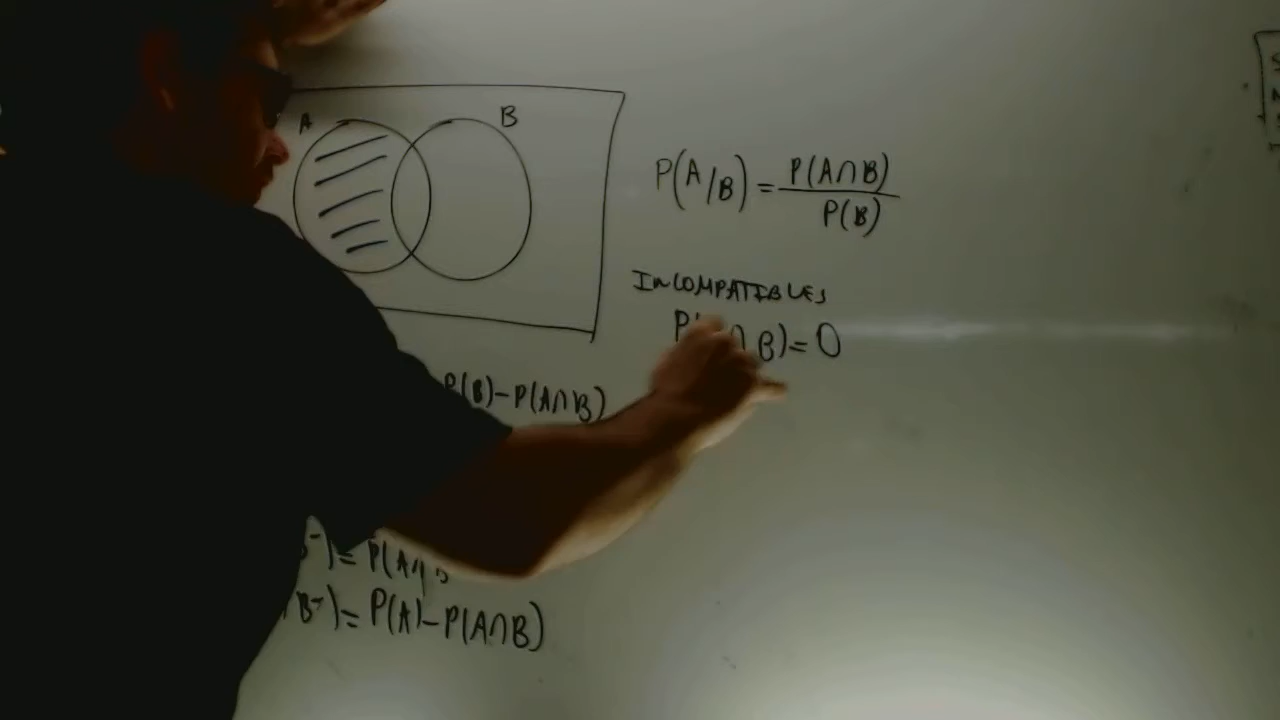 A B
P(A/B) = P(A∩B) / P(B)
INCOMPATIBLES
P( ∩ B) = 0
P(B) - P(A∩B)
) = P(A
B⁻) = P(A) - P(A∩B)